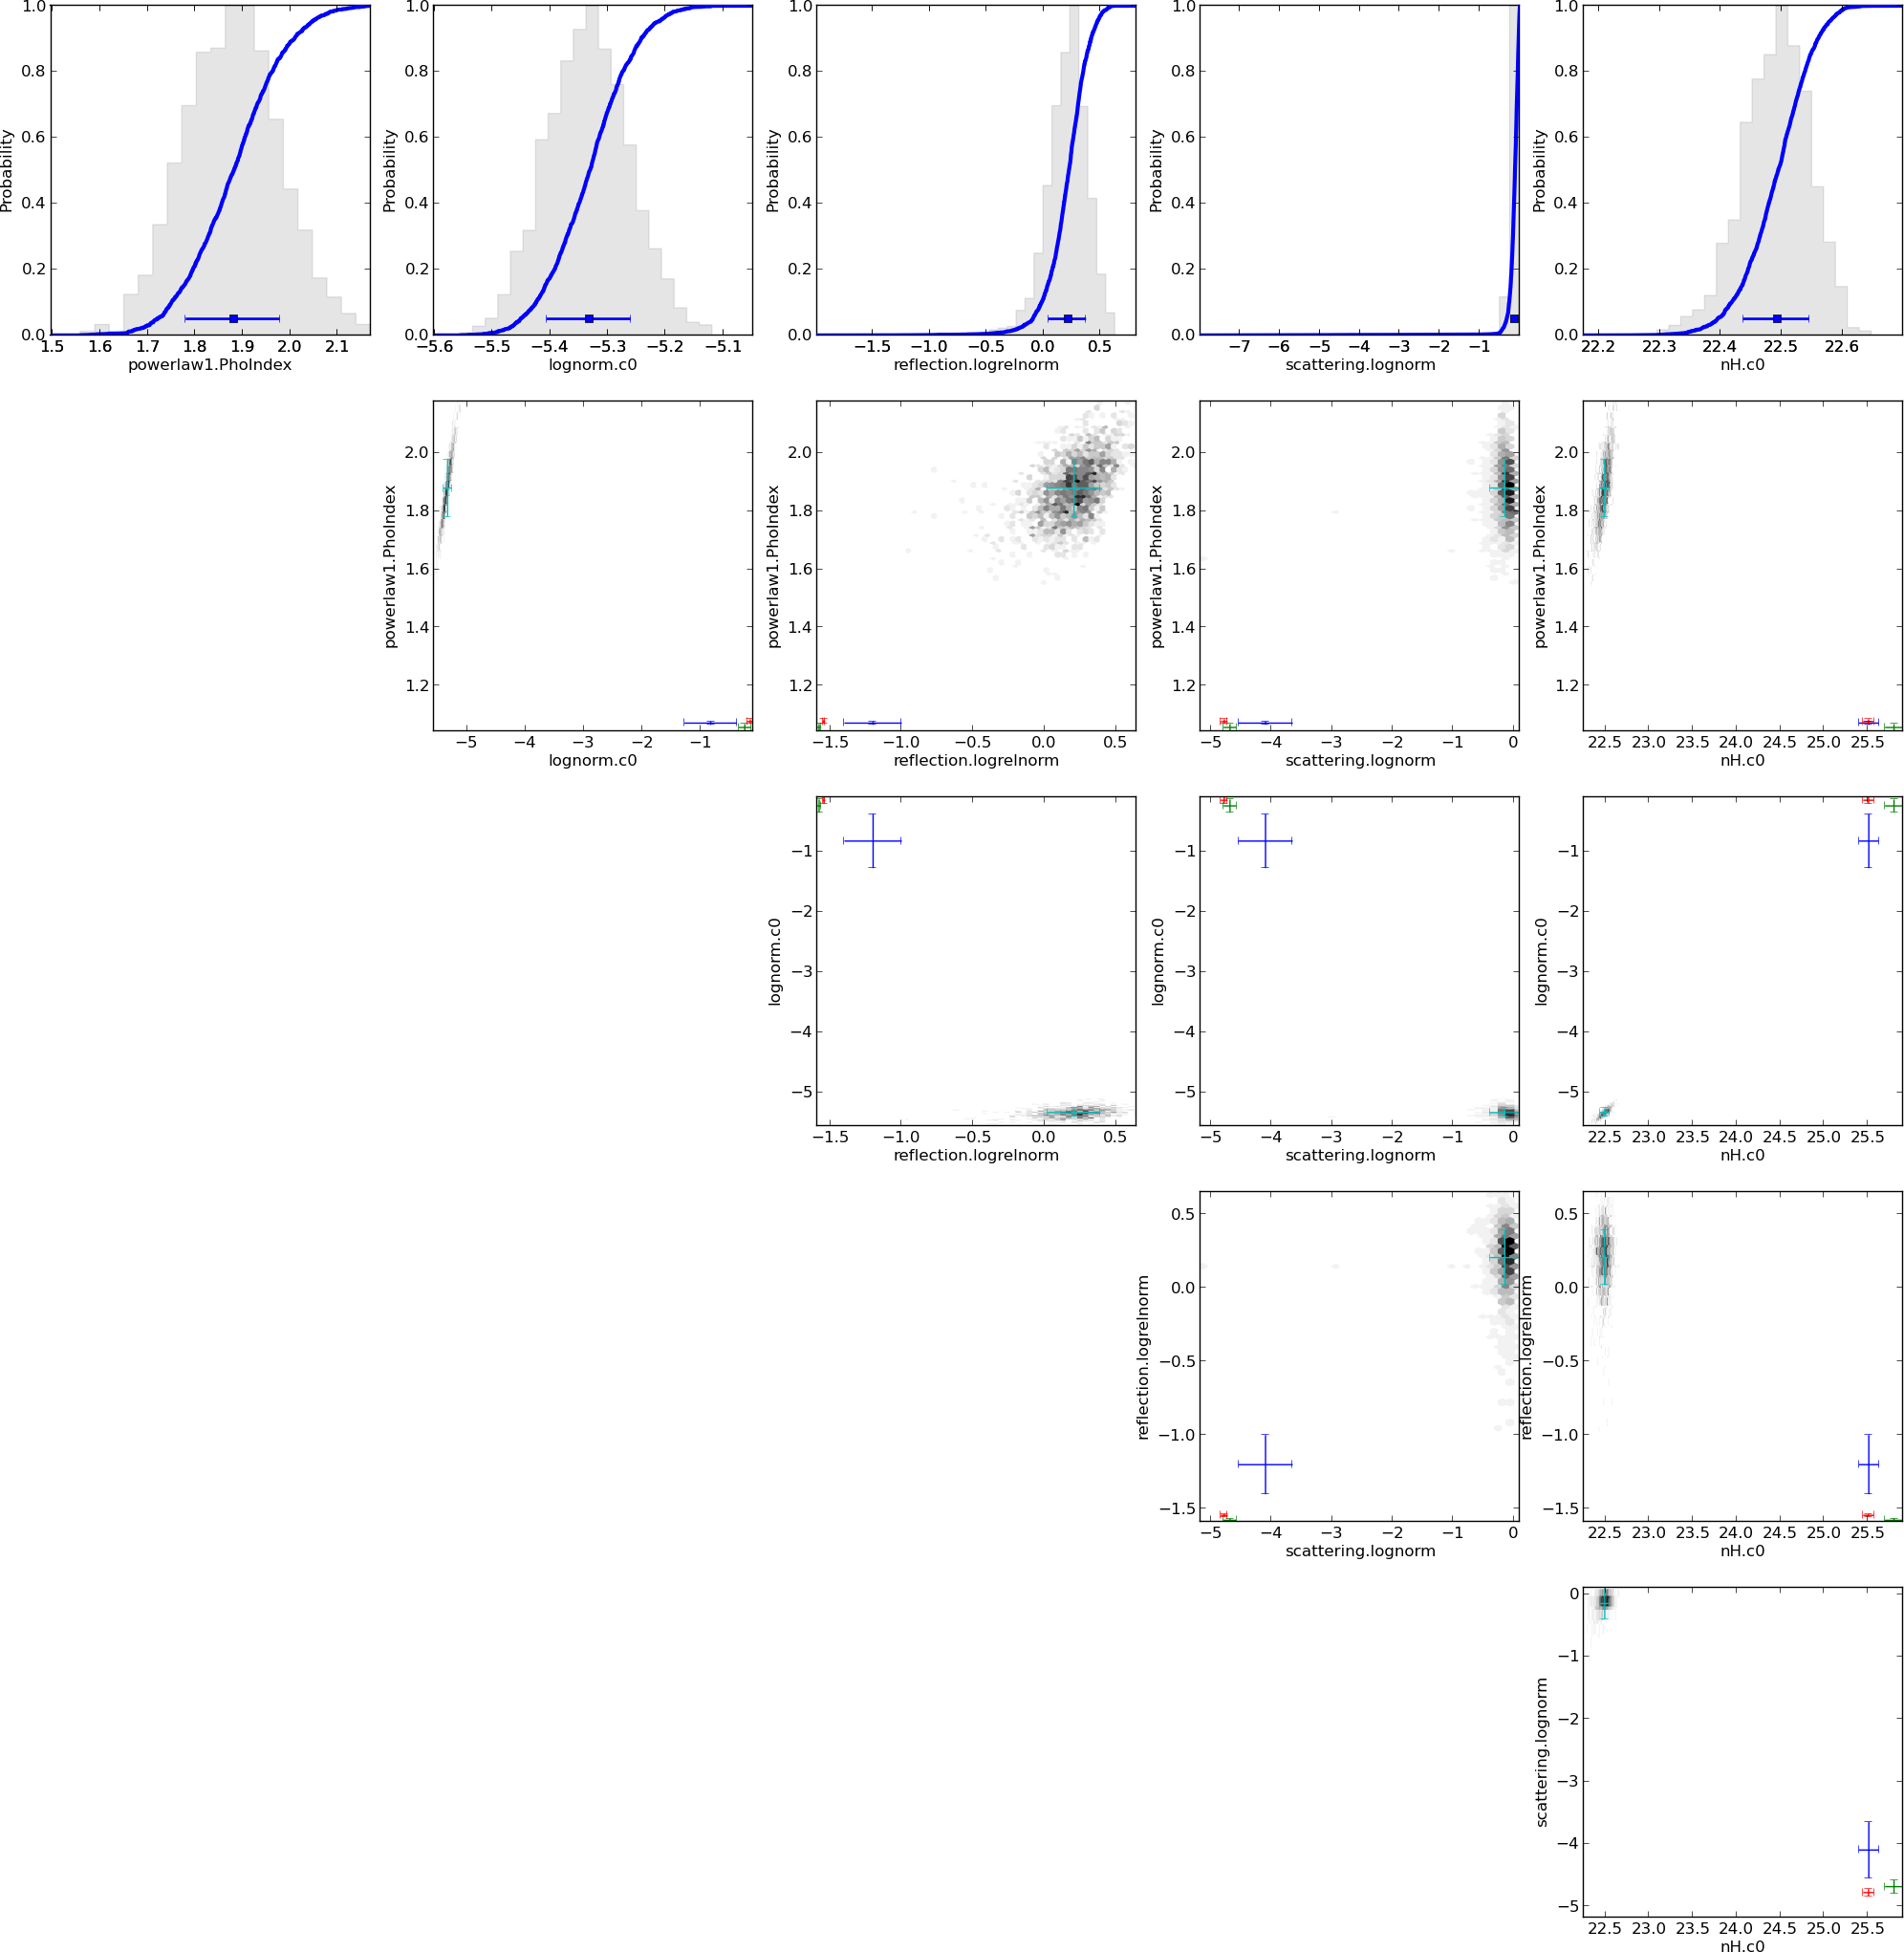 1.0 1.0 1.0 1.0 1.0
0.8 0.8 0.8 0.8 0.8
0.6 0.6 0.6 0.6 0.6
Probability Probability Probability Probability Probability
0.4 0.4 0.4 0.4 0.4
0.2 0.2 0.2 0.2 0.2
0.0 0.0 0.0 0.0 0.0
1.5 1.6 1.7 1.8 1.9 2.0 2.1 −5.6 −5.5 −5.4 −5.3 −5.2 −5.1 −1.5 −1.0 −0.5 0.0 0.5 −7 −6 −5 −4 −3 −2 −1 22.2 22.3 22.4 22.5 22.6
powerlaw1.PhoIndex lognorm.c0 reflection.logrelnorm scattering.lognorm nH.c0
2.0 2.0 2.0 2.0
1.8 1.8 1.8 1.8
powerlaw1.PhoIndex powerlaw1.PhoIndex powerlaw1.PhoIndex powerlaw1.PhoIndex
1.6 1.6 1.6 1.6
1.4 1.4 1.4 1.4
1.2 1.2 1.2 1.2
−5 −4 −3 −2 −1 −1.5 −1.0 −0.5 0.0 0.5 −5 −4 −3 −2 −1 0 22.5 23.0 23.5 24.0 24.5 25.0 25.5
lognorm.c0 reflection.logrelnorm scattering.lognorm nH.c0
−1 −1 −1
−2 −2 −2
lognorm.c0 lognorm.c0 lognorm.c0
−3 −3 −3
−4 −4 −4
−5 −5 −5
−1.5 −1.0 −0.5 0.0 0.5 −5 −4 −3 −2 −1 0 22.5 23.0 23.5 24.0 24.5 25.0 25.5
reflection.logrelnorm scattering.lognorm nH.c0
0.5 0.5
0.0 0.0
reflection.logrelnorm reflection.logrelnorm
−0.5 −0.5
−1.0 −1.0
−1.5 −1.5
−5 −4 −3 −2 −1 0 22.5 23.0 23.5 24.0 24.5 25.0 25.5
scattering.lognorm nH.c0
0
−1
−2
scattering.lognorm
−3
−4
−5
22.5 23.0 23.5 24.0 24.5 25.0 25.5
nH.c0